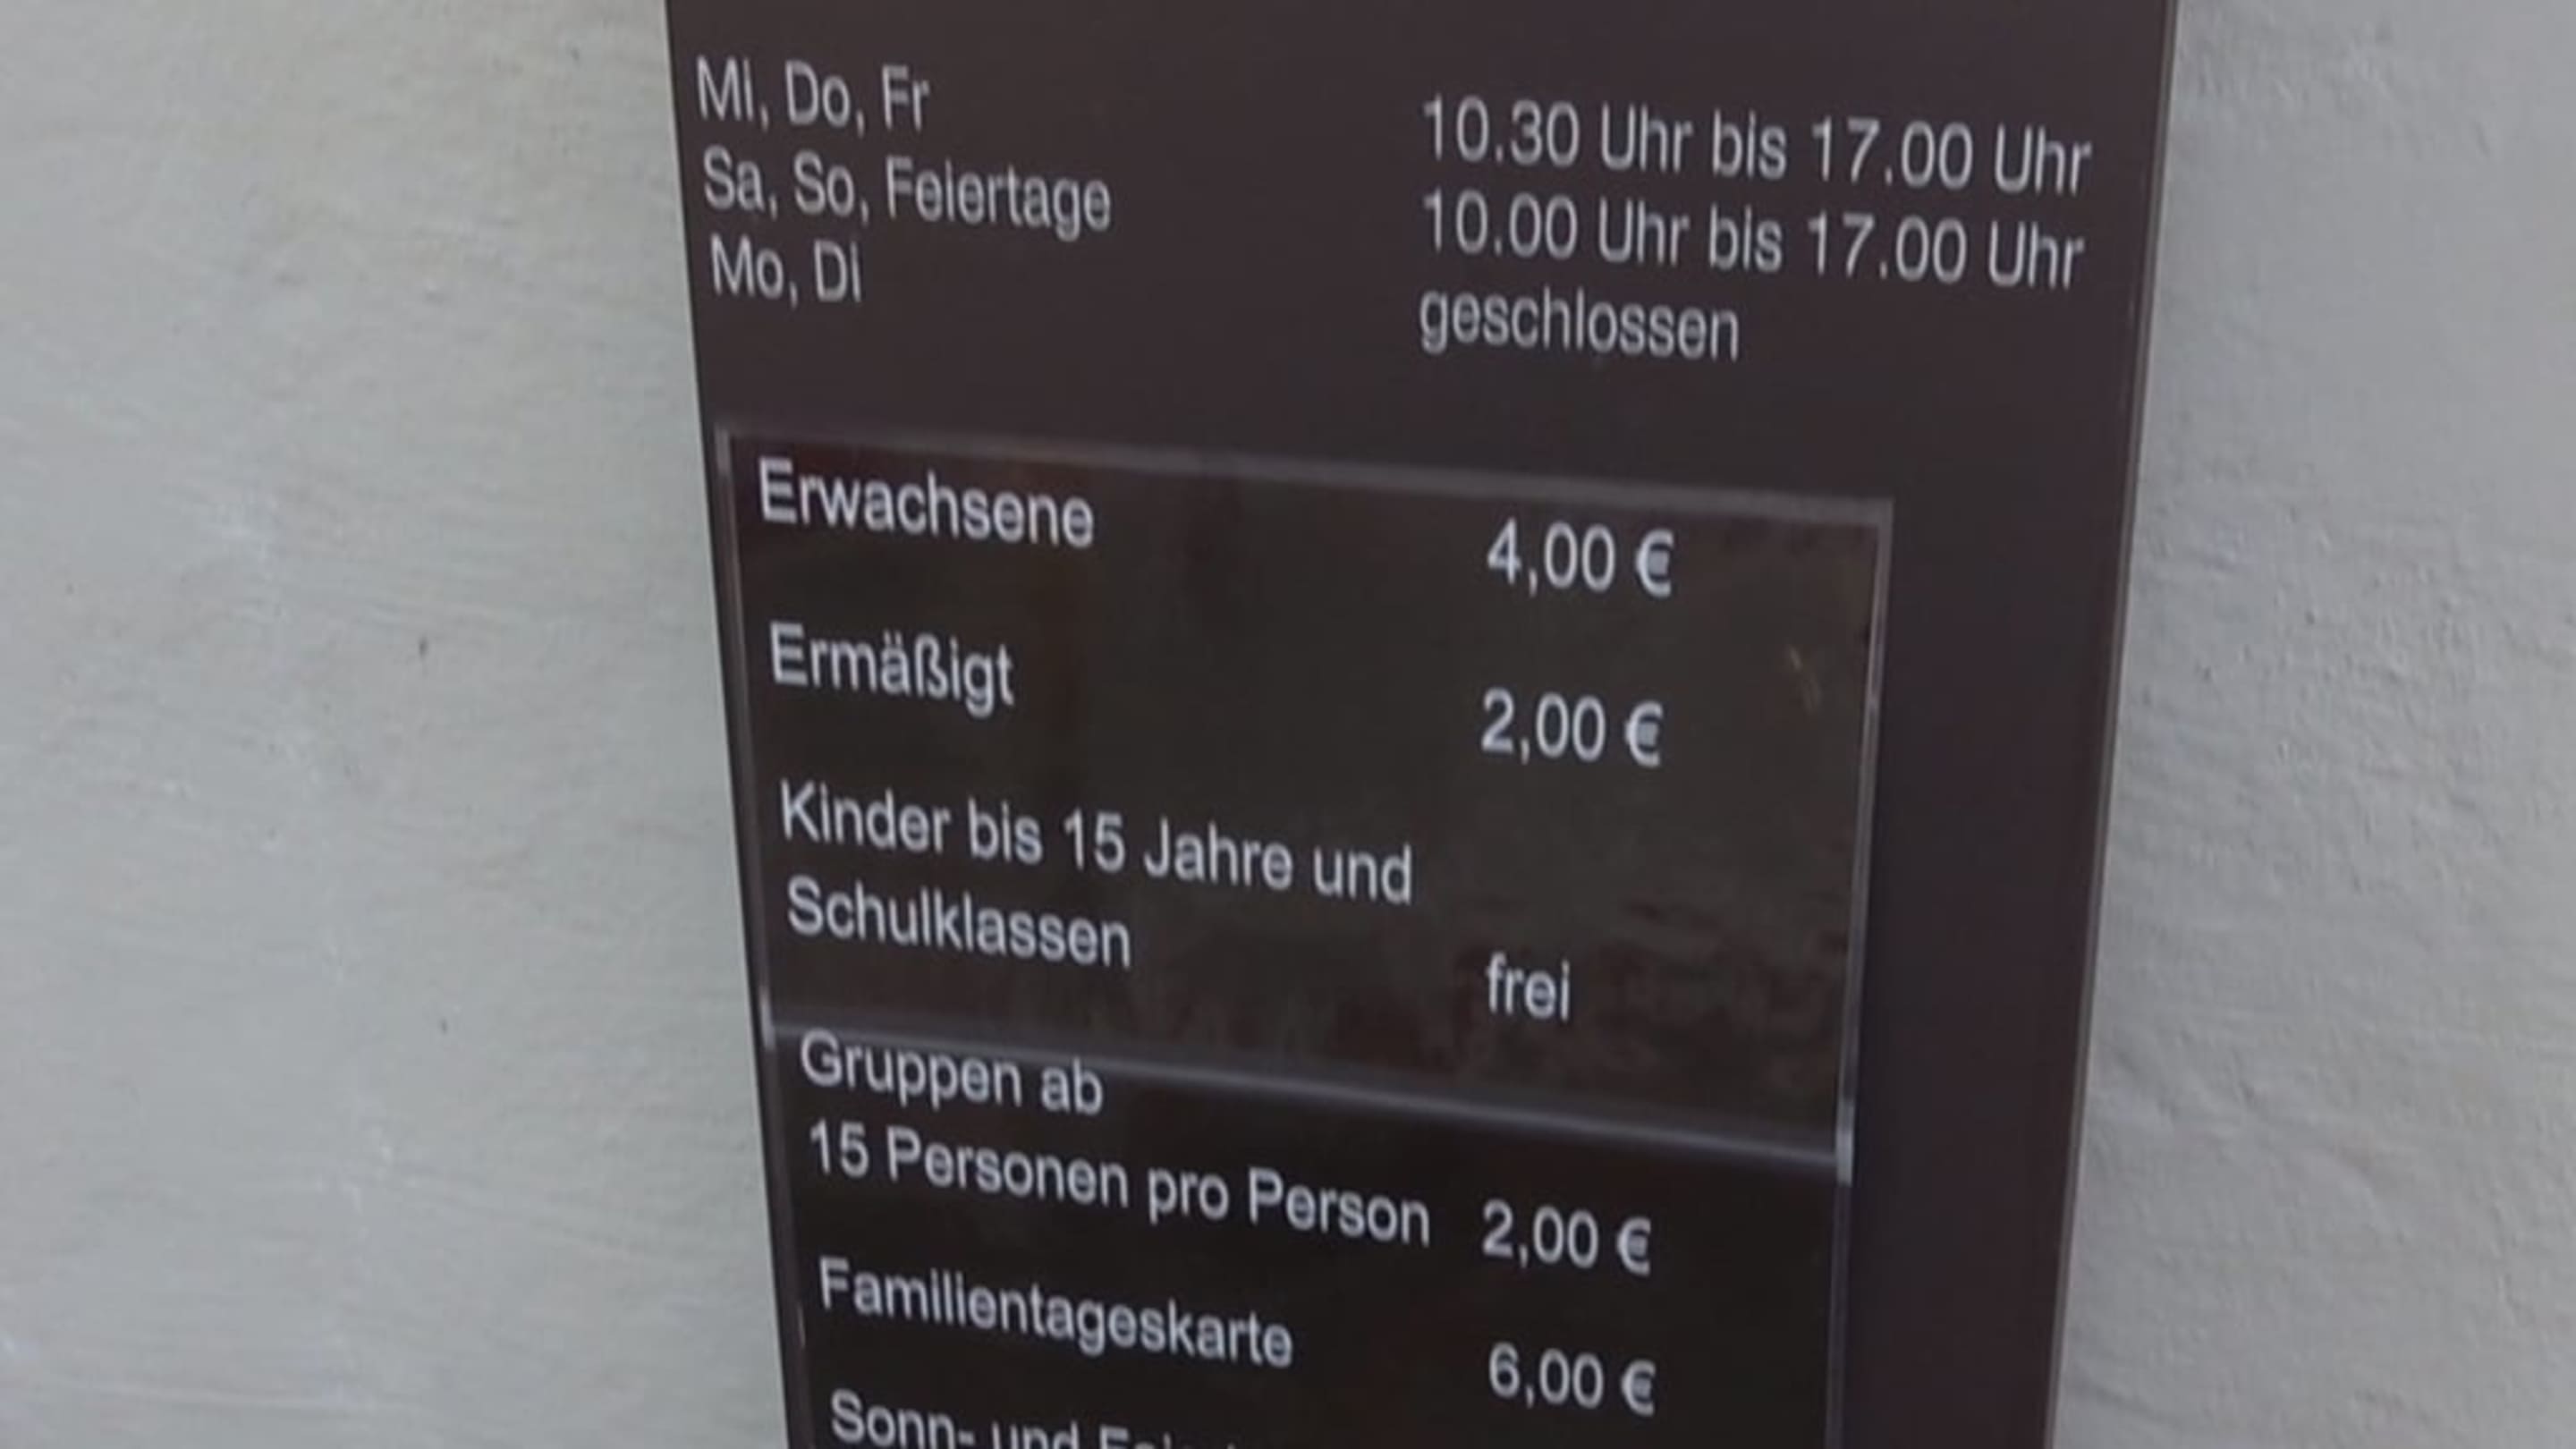 Mi, Do, Fr 10.30 Uhr bis 17.00 Uhr
Sa, So, Feiertage 10.00 Uhr bis 17.00 Uhr
Mo, Di geschlossen
Erwachsene 4,00 €
Ermäßigt 2,00 €
Kinder bis 15 Jahre und
Schulklassen frei
Gruppen ab
15 Personen pro Person 2,00 €
Familientageskarte 6,00 €
Sonn- und